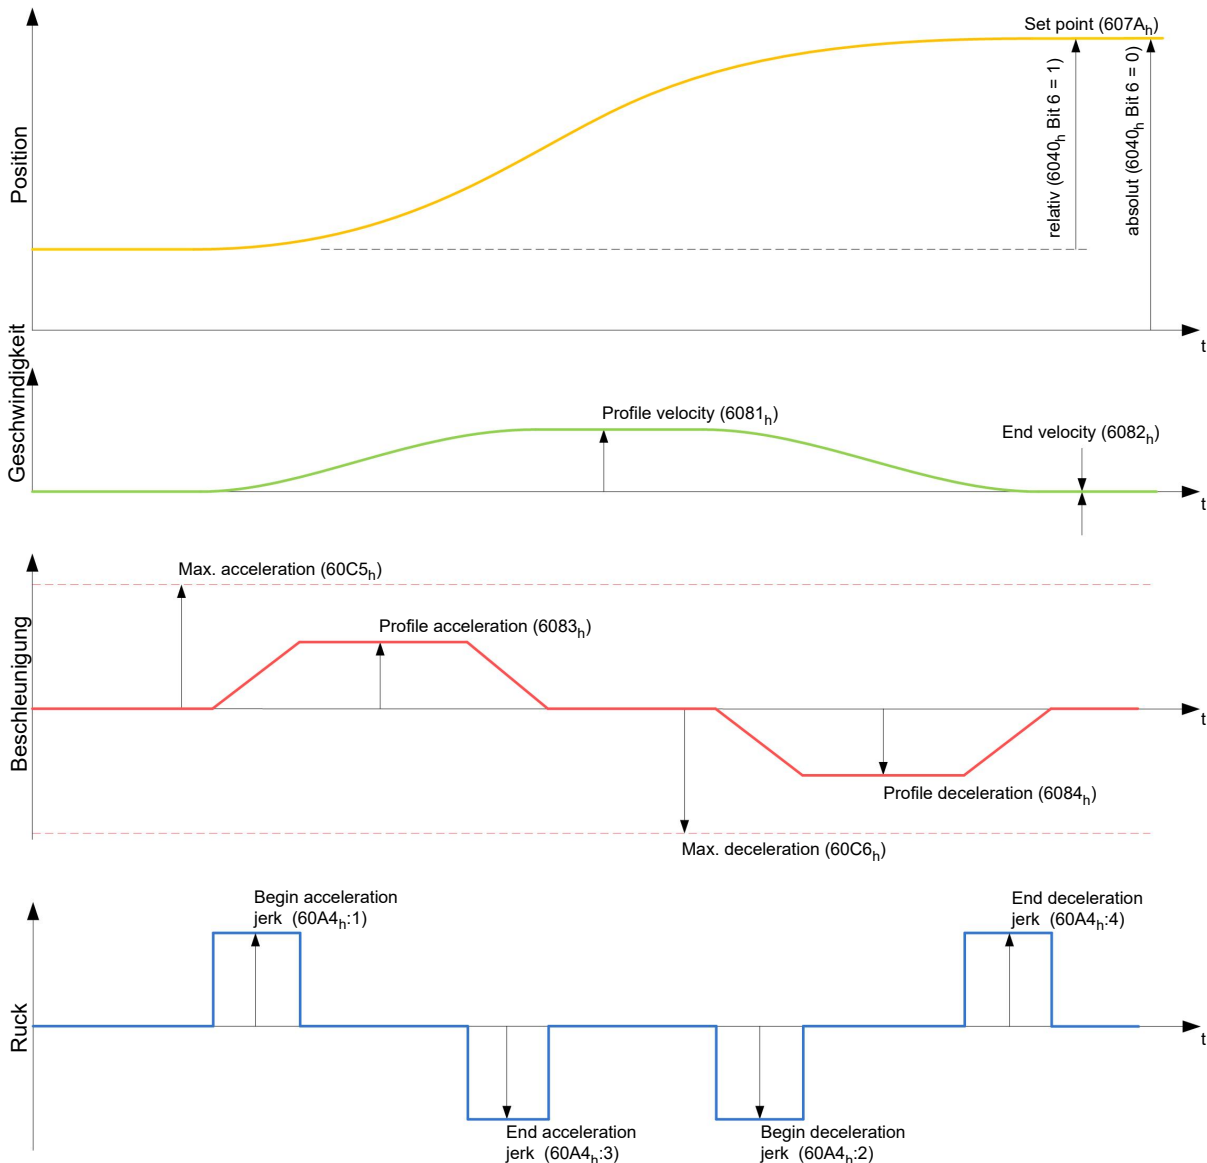 Set point (607Ah)
relativ (6040h Bit 6 = 1)
absolut (6040h Bit 6 = 0)
Position
t
Geschwindigkeit
Profile velocity (6081h)
End velocity (6082h)
t
Beschleunigung
Max. acceleration (60C5h)
Profile acceleration (6083h)
t
Profile deceleration (6084h)
Max. deceleration (60C6h)
Ruck
Begin acceleration
jerk (60A4h:1)
End deceleration
jerk (60A4h:4)
t
End acceleration
jerk (60A4h:3)
Begin deceleration
jerk (60A4h:2)